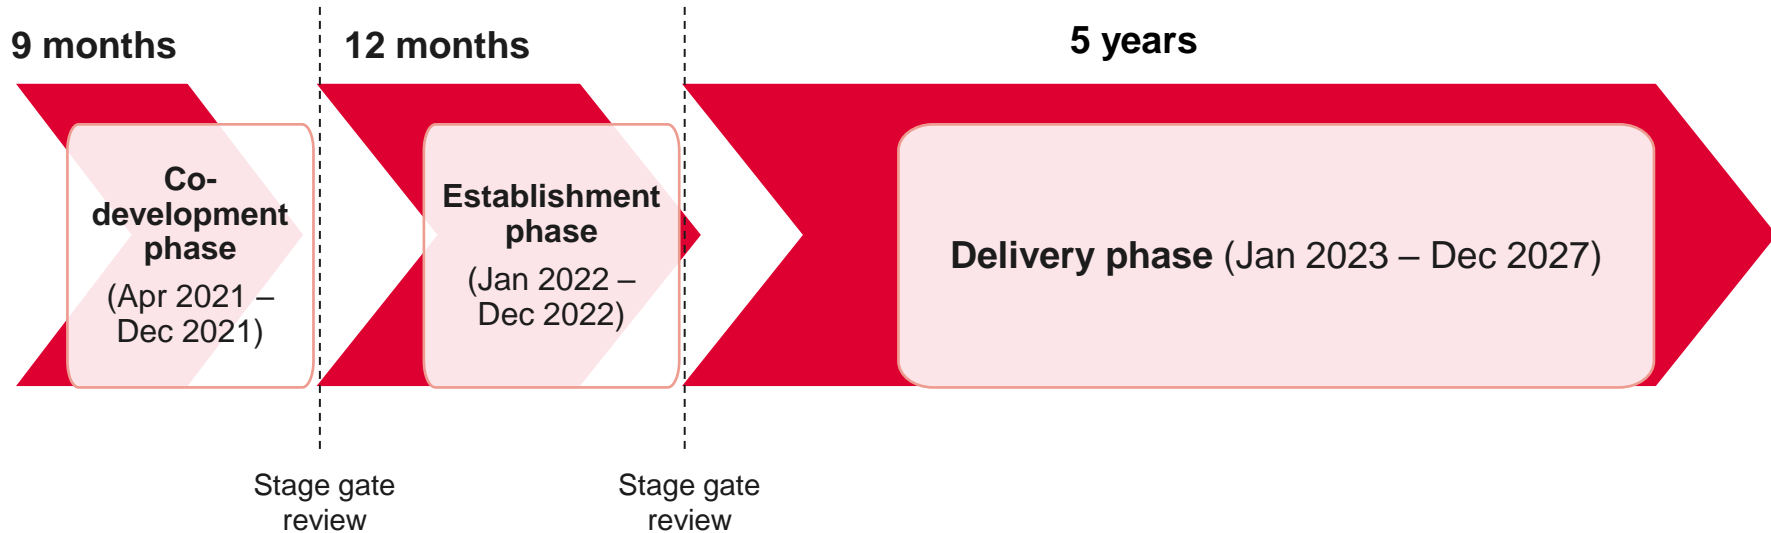 9 months
12 months
5 years
Co-
development
phase
(Apr 2021 –
Dec 2021)
Establishment
phase
(Jan 2022 –
Dec 2022)
Delivery phase (Jan 2023 – Dec 2027)
Stage gate
review
Stage gate
review